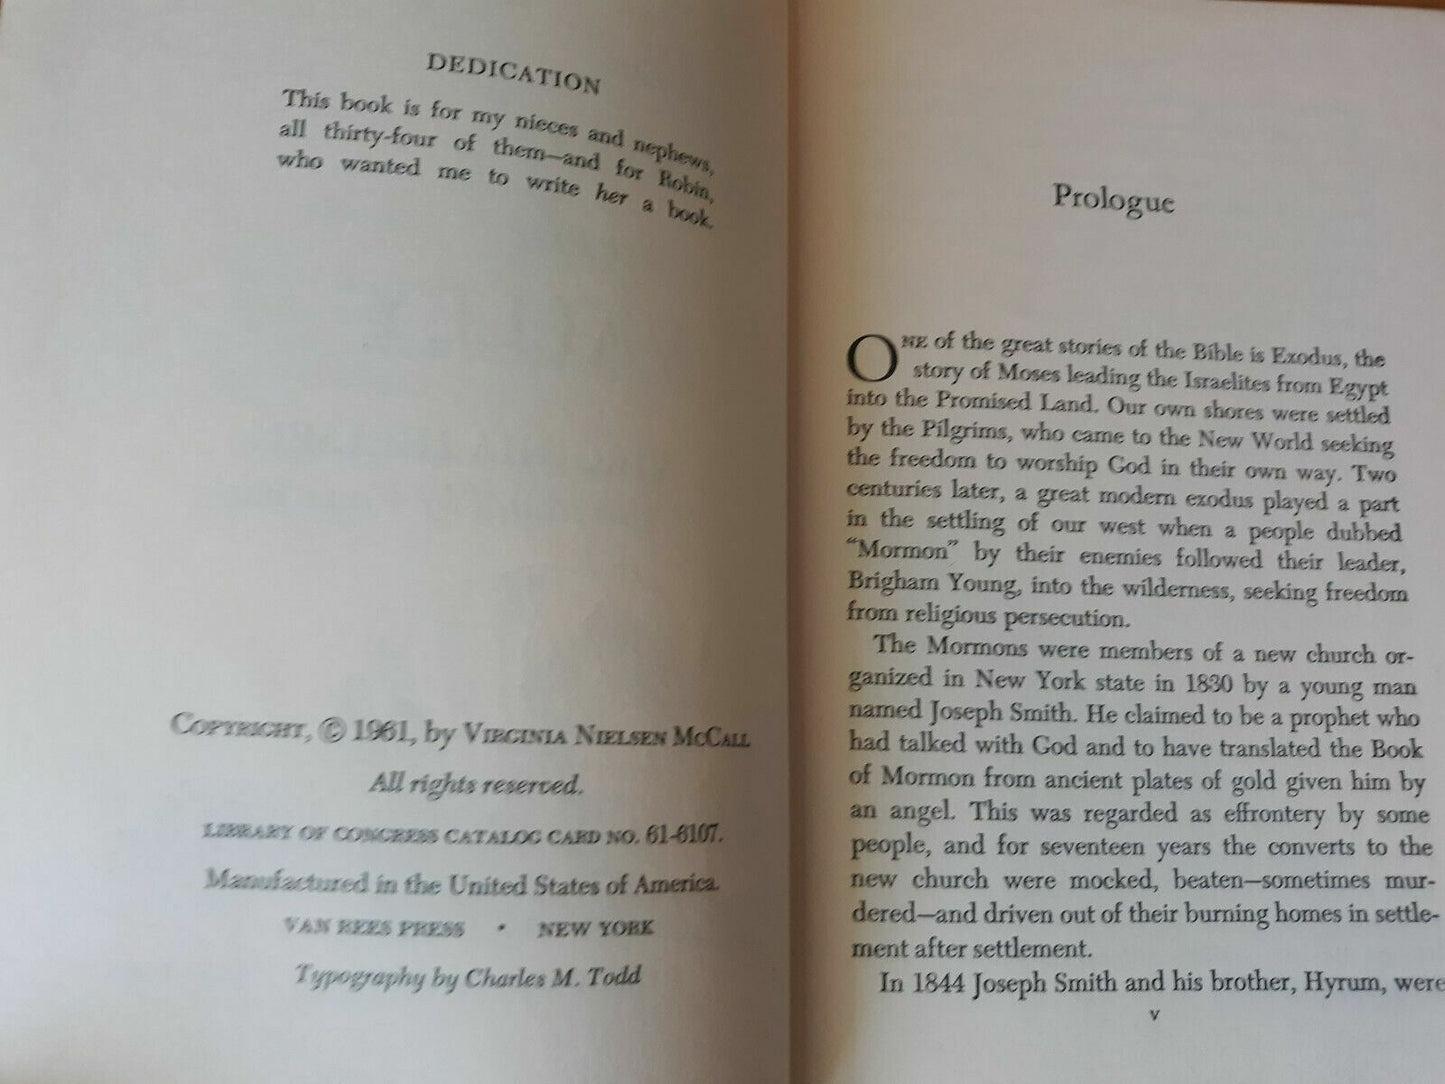 DEDICATION
This book is for my nieces and nephews,
all thirty-four of them—and for Robin,
who wanted me to write her a book.
COPYRIGHT, © 1961, by VIRGINIA NIELSEN MCCALL
All rights reserved.
LIBRARY OF CONGRESS CATALOG CARD NO. 61-6107.
Manufactured in the United States of America.
VAN REES PRESS • NEW YORK
Typography by Charles M. Todd
Prologue
ONE of the great stories of the Bible is Exodus, the
story of Moses leading the Israelites from Egypt
into the Promised Land. Our own shores were settled
by the Pilgrims, who came to the New World seeking
the freedom to worship God in their own way. Two
centuries later, a great modern exodus played a part
in the settling of our west when a people dubbed
“Mormon” by their enemies followed their leader,
Brigham Young, into the wilderness, seeking freedom
from religious persecution.
The Mormons were members of a new church or-
ganized in New York state in 1830 by a young man
named Joseph Smith. He claimed to be a prophet who
had talked with God and to have translated the Book
of Mormon from ancient plates of gold given him by
an angel. This was regarded as effrontery by some
people, and for seventeen years the converts to the
new church were mocked, beaten—sometimes mur-
dered—and driven out of their burning homes in settle-
ment after settlement.
In 1844 Joseph Smith and his brother, Hyrum, were
v